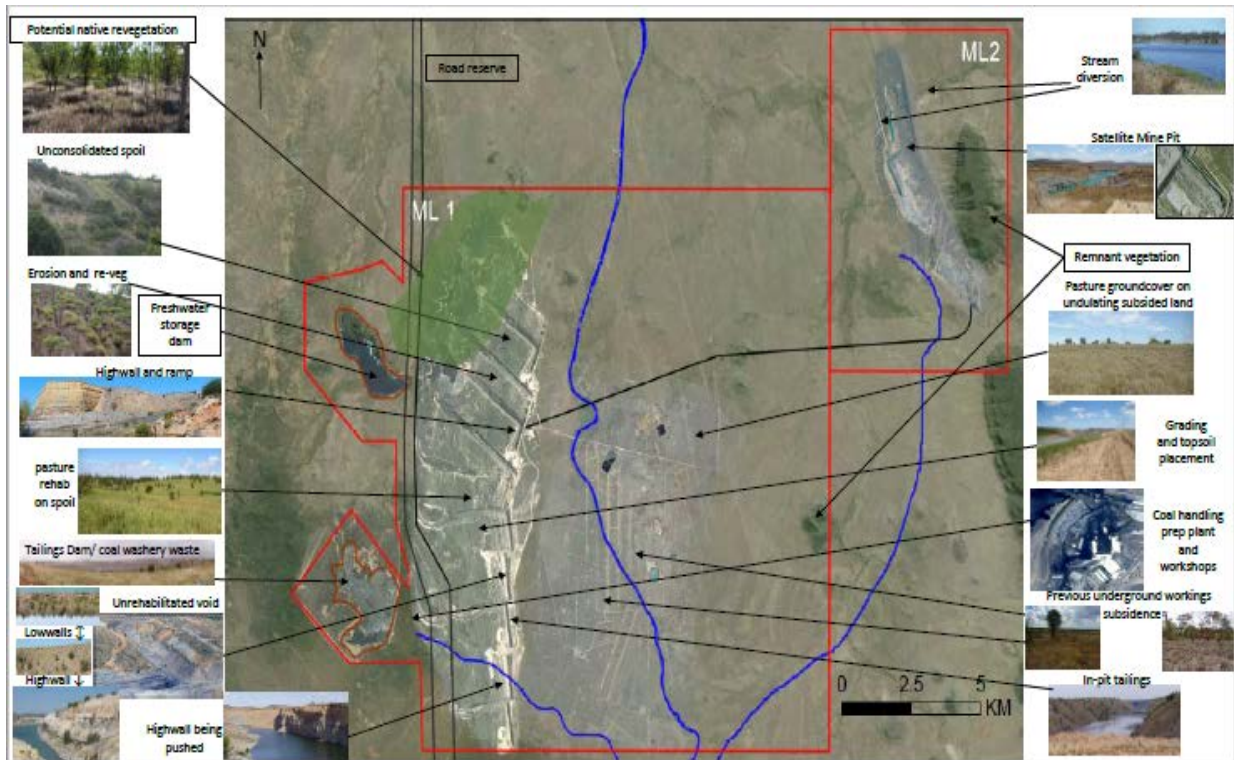 Potential native revegetation
Unconsolidated spoil
Erosion and re-veg
Freshwater
storage
dam
Highwall and ramp
pasture
rehab
on spoil
Tailings Dam/ coal washery waste
Unrehabilitated void
Lowwalls ↕
Highwall ↓
Highwall being
pushed
N
Road reserve
ML 1
ML2
0 2.5 5
KM
Stream
diversion
Satellite Mine Pit
Remnant vegetation
Pasture groundcover on
undulating subsided land
Grading
and topsoil
placement
Coal handling
prep plant
and
workshops
Previous underground workings
subsidence
In-pit tailings